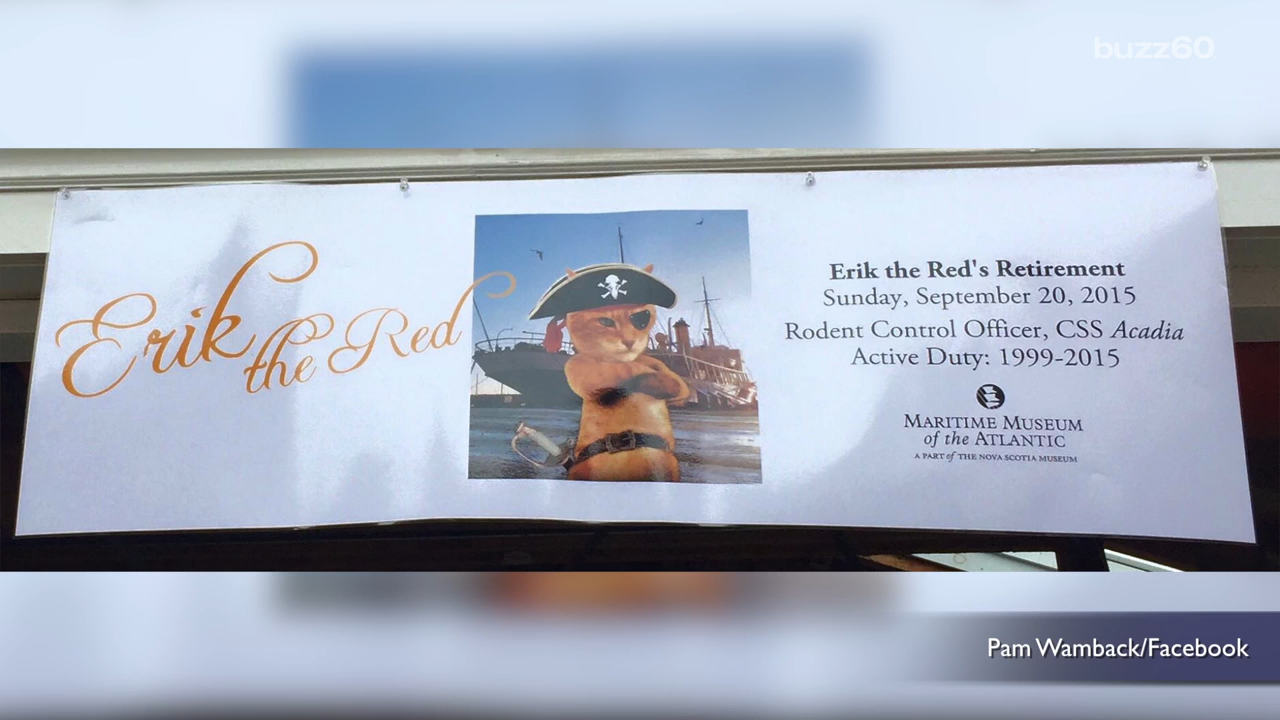 buzz60
Erik
the Red
Erik the Red's Retirement
Sunday, September 20, 2015
Rodent Control Officer, CSS Acadia
Active Duty: 1999-2015
MARITIME MUSEUM
of the ATLANTIC
A PART of THE NOVA SCOTIA MUSEUM
Pam Wamback/Facebook